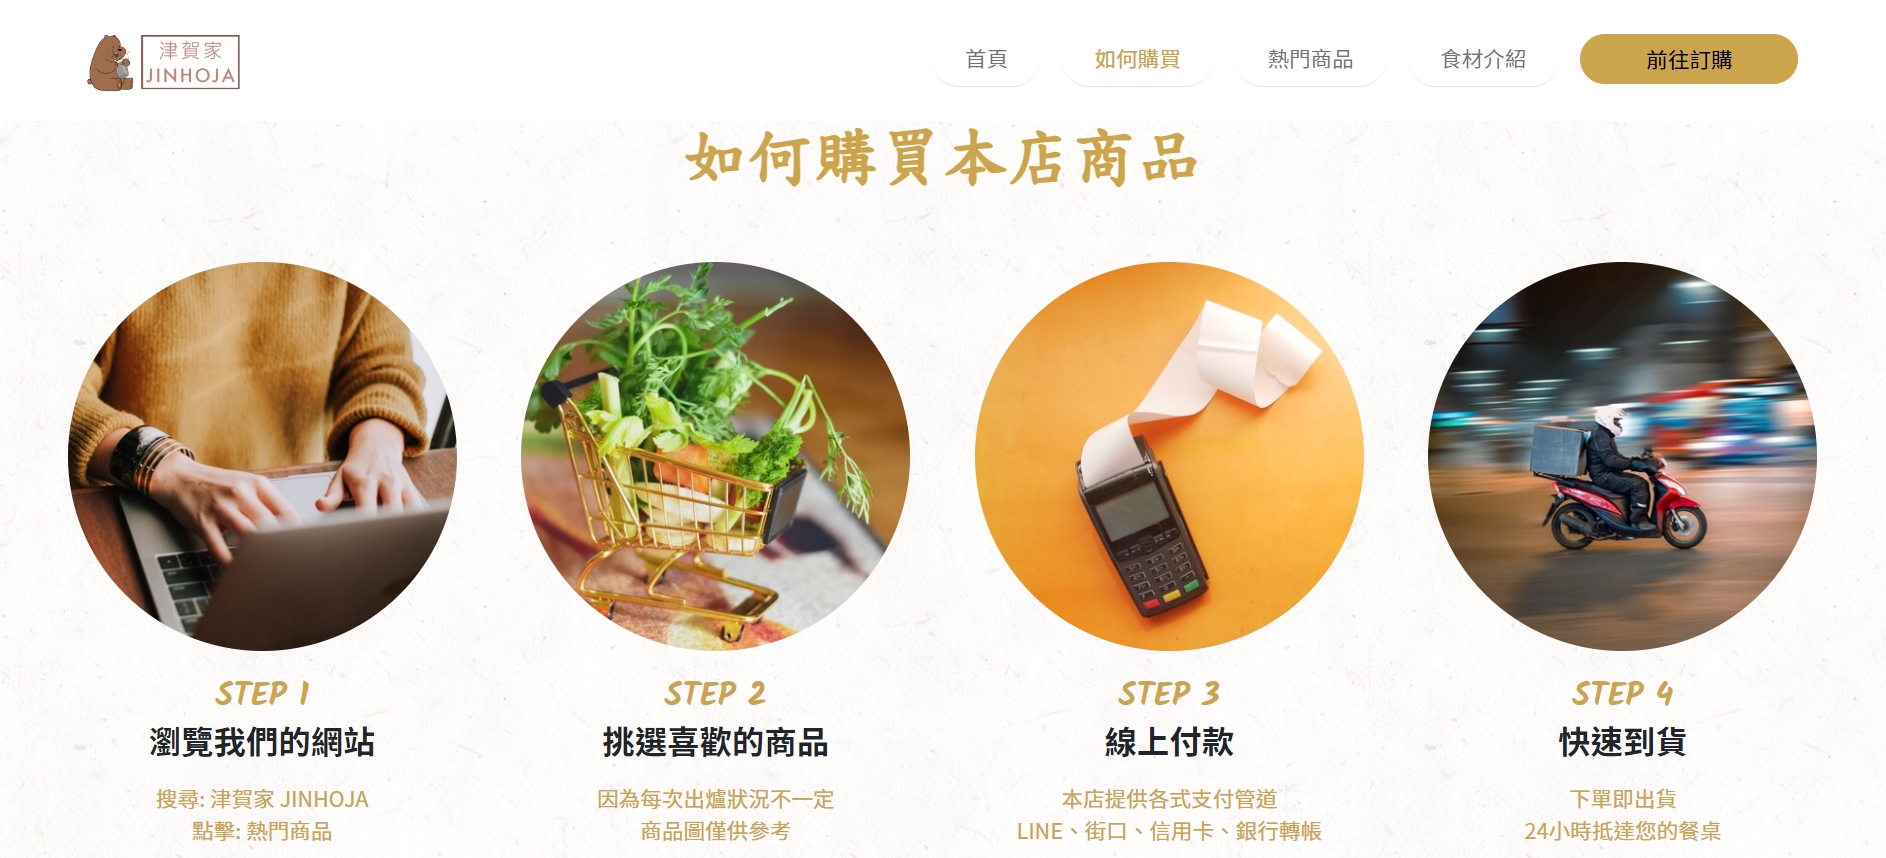 津賀家
JINHOJA
首頁
如何購買
熱門商品
食材介紹
前往訂購
如何購買本店商品
STEP 1
瀏覽我們的網站
搜尋: 津賀家 JINHOJA
點擊: 熱門商品
STEP 2
挑選喜歡的商品
因為每次出爐狀況不一定
商品圖僅供參考
STEP 3
線上付款
本店提供各式支付管道
LINE、街口、信用卡、銀行轉帳
STEP 4
快速到貨
下單即出貨
24小時抵達您的餐桌